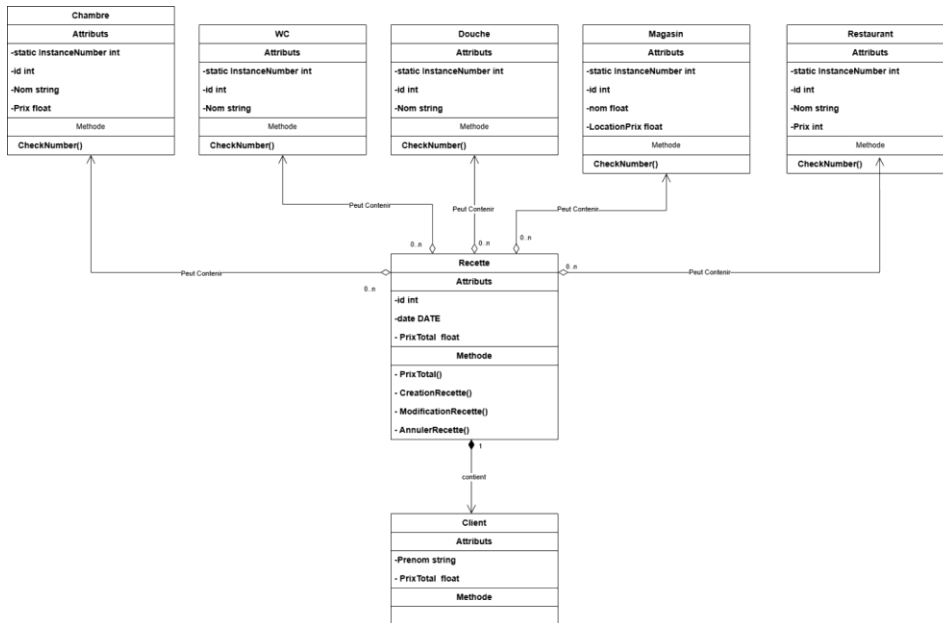 Chambre
Attributs
-static InstanceNumber int
-id int
-Nom string
-Prix float
Methode
CheckNumber()
WC
Attributs
-static InstanceNumber int
-id int
-Nom string
Methode
CheckNumber()
Douche
Attributs
-static InstanceNumber int
-id int
-Nom string
Methode
CheckNumber()
Magasin
Attributs
-static InstanceNumber int
-id int
-nom float
-LocationPrix float
Methode
CheckNumber()
Restaurant
Attributs
-static InstanceNumber int
-id int
-Nom string
-Prix int
Methode
CheckNumber()
Peut Contenir
Peut Contenir
Peut Contenir
0..n
0..n
0..n
Peut Contenir
0..n
0..n
Peut Contenir
Recette
Attributs
-id int
-date DATE
- PrixTotal float
Methode
- PrixTotal()
- CreationRecette()
- ModificationRecette()
- AnnulerRecette()
1
contient
Client
Attributs
-Prenom string
- PrixTotal float
Methode